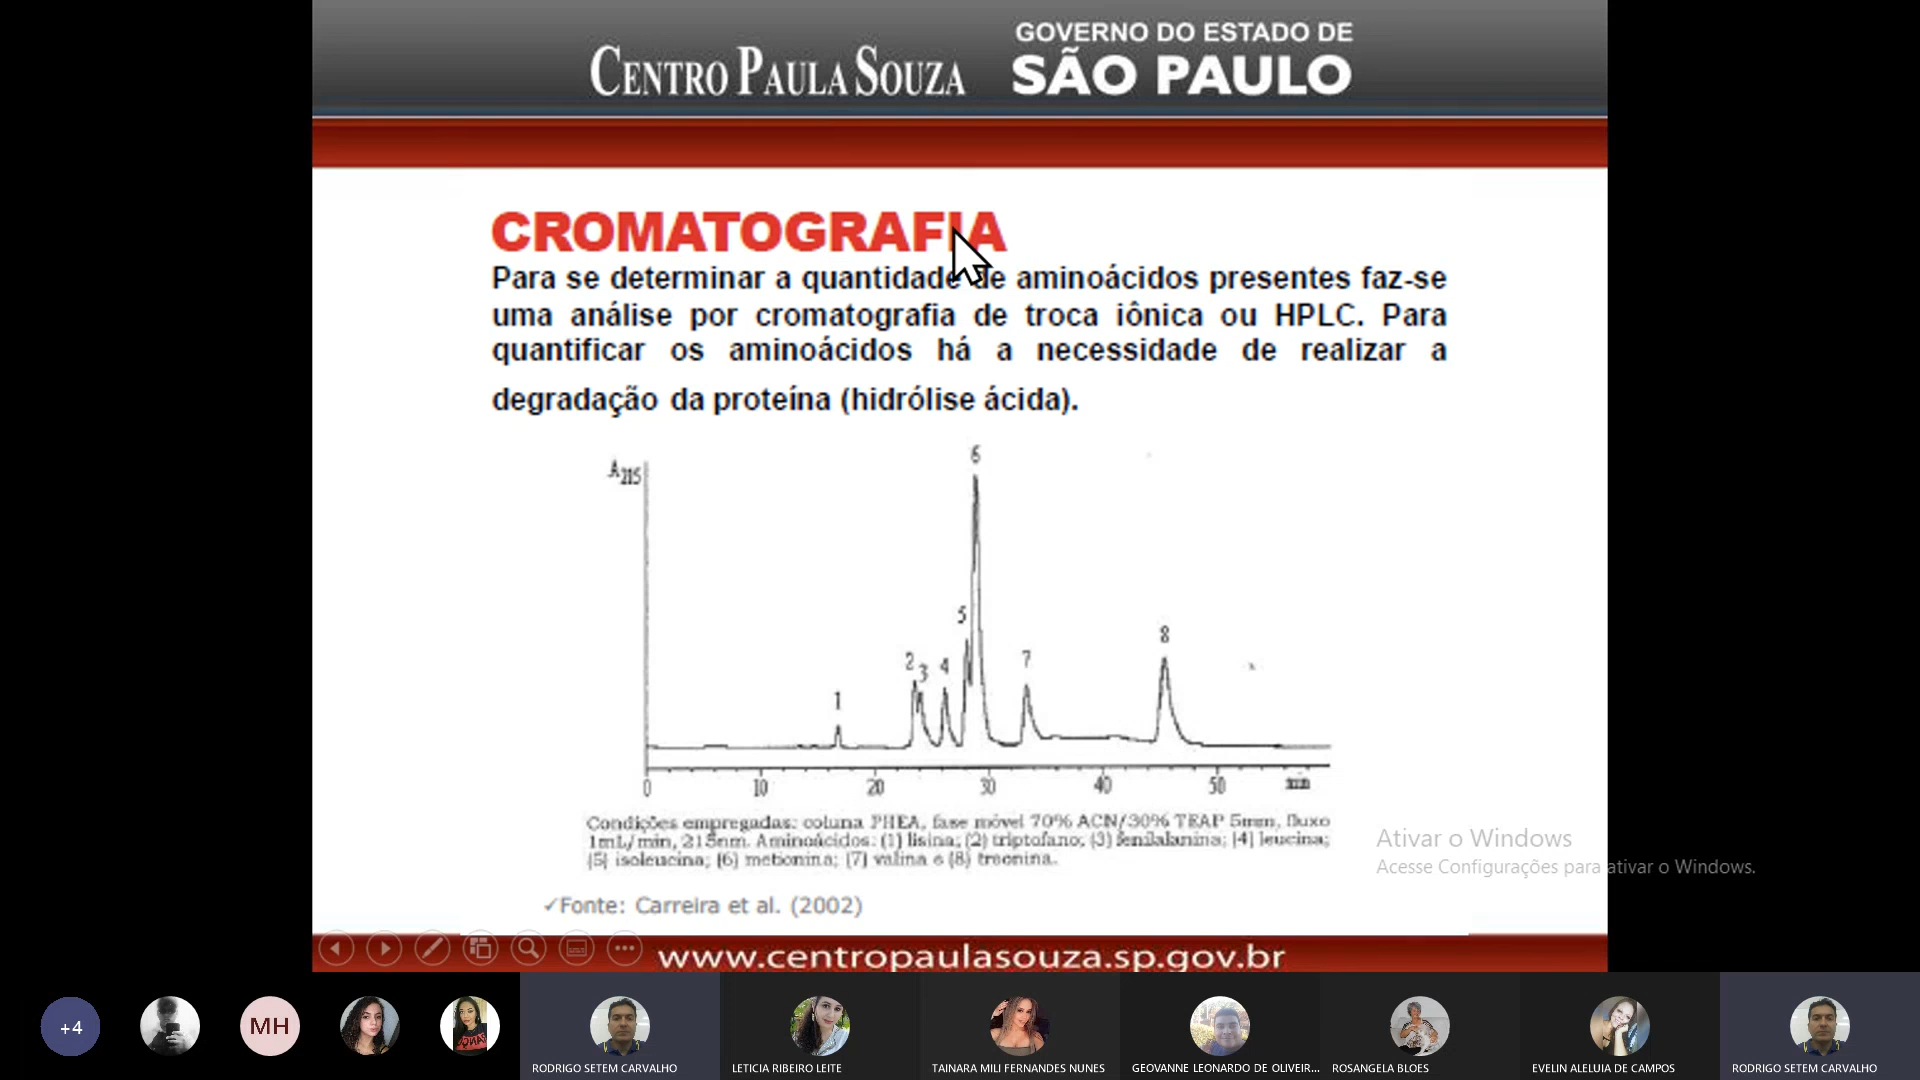 CENTRO PAULA SOUZA
GOVERNO DO ESTADO DE
SÃO PAULO
CROMATOGRAFIA
Para se determinar a quantidade de aminoácidos presentes faz-se
uma análise por cromatografia de troca iônica ou HPLC. Para
quantificar os aminoácidos há a necessidade de realizar a
degradação da proteína (hidrólise ácida).
A215
6
5
8
2
3
4
7
1
0
10
20
30
40
50
min
Condições empregadas: coluna PHEA, fase móvel 70% ACN/30% TEAP 5mm, fluxo
1mL/min, 215nm. Aminoácidos: (1) lisina; (2) triptofano; (3) fenilalanina; (4) leucina;
(5) isoleucina; (6) metionina; (7) valina e (8) treonina.
✓Fonte: Carreira et al. (2002)
Ativar o Windows
Acesse Configurações para ativar o Windows.
www.centropaulasouza.sp.gov.br
+4
MH
RODRIGO SETEM CARVALHO
LETICIA RIBEIRO LEITE
TAINARA MILI FERNANDES NUNES
GEOVANNE LEONARDO DE OLIVEIR...
ROSANGELA BLOES
EVELIN ALELUIA DE CAMPOS
RODRIGO SETEM CARVALHO